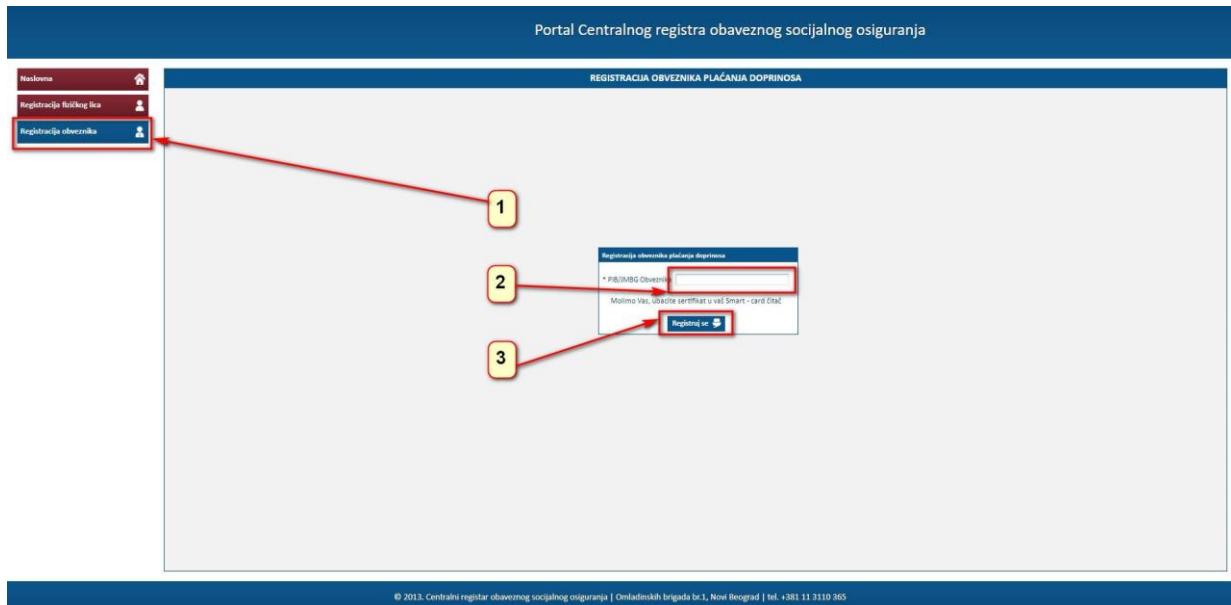 Portal Centralnog registra obaveznog socijalnog osiguranja
Naslovna
Registracija fizičkog lica
Registracija obveznika
REGISTRACIJA OBVEZNIKA PLAĆANJA DOPRINOSA
1
Registracija obveznika plaćanja doprinosa
2
* PIB/JMBG Obveznika
Molimo Vas, ubacite sertifikat u vaš Smart - card čitač
Registruj se
3
© 2013. Centralni registar obaveznog socijalnog osiguranja | Omladinskih brigada br.1, Novi Beograd | tel. +381 11 3110 365